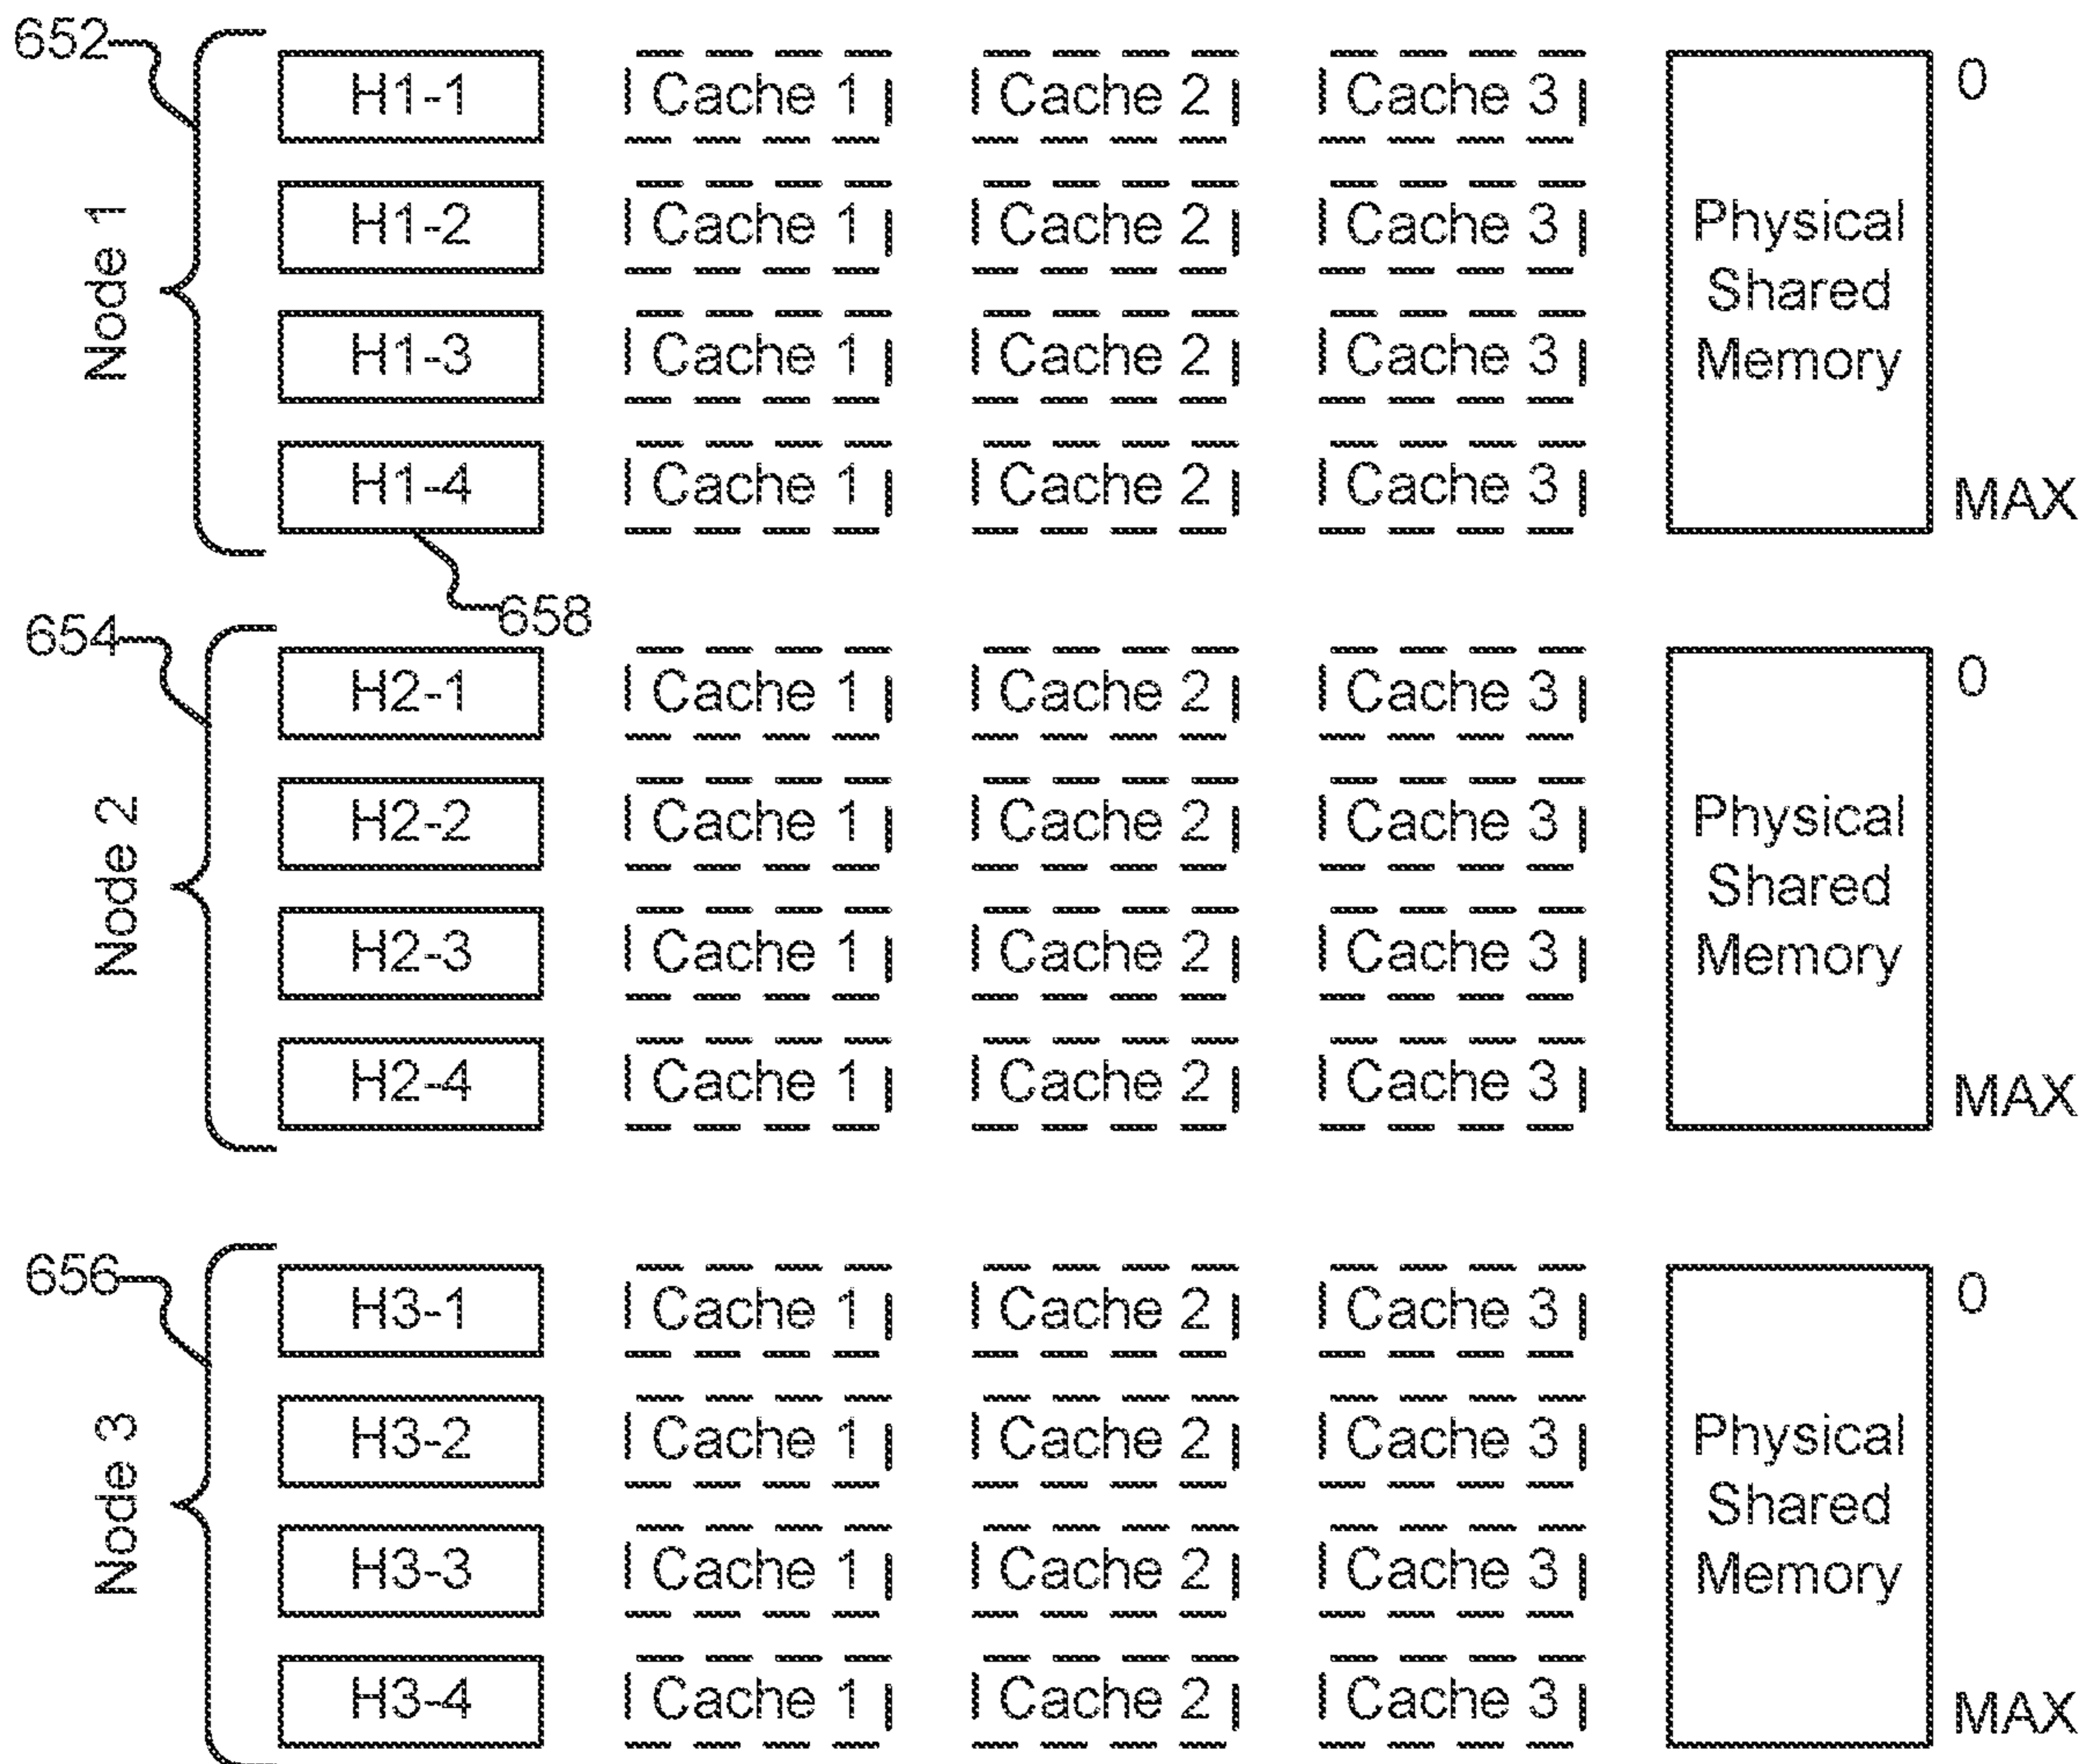 652
Node 1
H1-1 Cache 1 Cache 2 Cache 3
H1-2 Cache 1 Cache 2 Cache 3
H1-3 Cache 1 Cache 2 Cache 3
H1-4 Cache 1 Cache 2 Cache 3
Physical
Shared
Memory
0
MAX
658
654
Node 2
H2-1 Cache 1 Cache 2 Cache 3
H2-2 Cache 1 Cache 2 Cache 3
H2-3 Cache 1 Cache 2 Cache 3
H2-4 Cache 1 Cache 2 Cache 3
Physical
Shared
Memory
0
MAX
656
Node 3
H3-1 Cache 1 Cache 2 Cache 3
H3-2 Cache 1 Cache 2 Cache 3
H3-3 Cache 1 Cache 2 Cache 3
H3-4 Cache 1 Cache 2 Cache 3
Physical
Shared
Memory
0
MAX